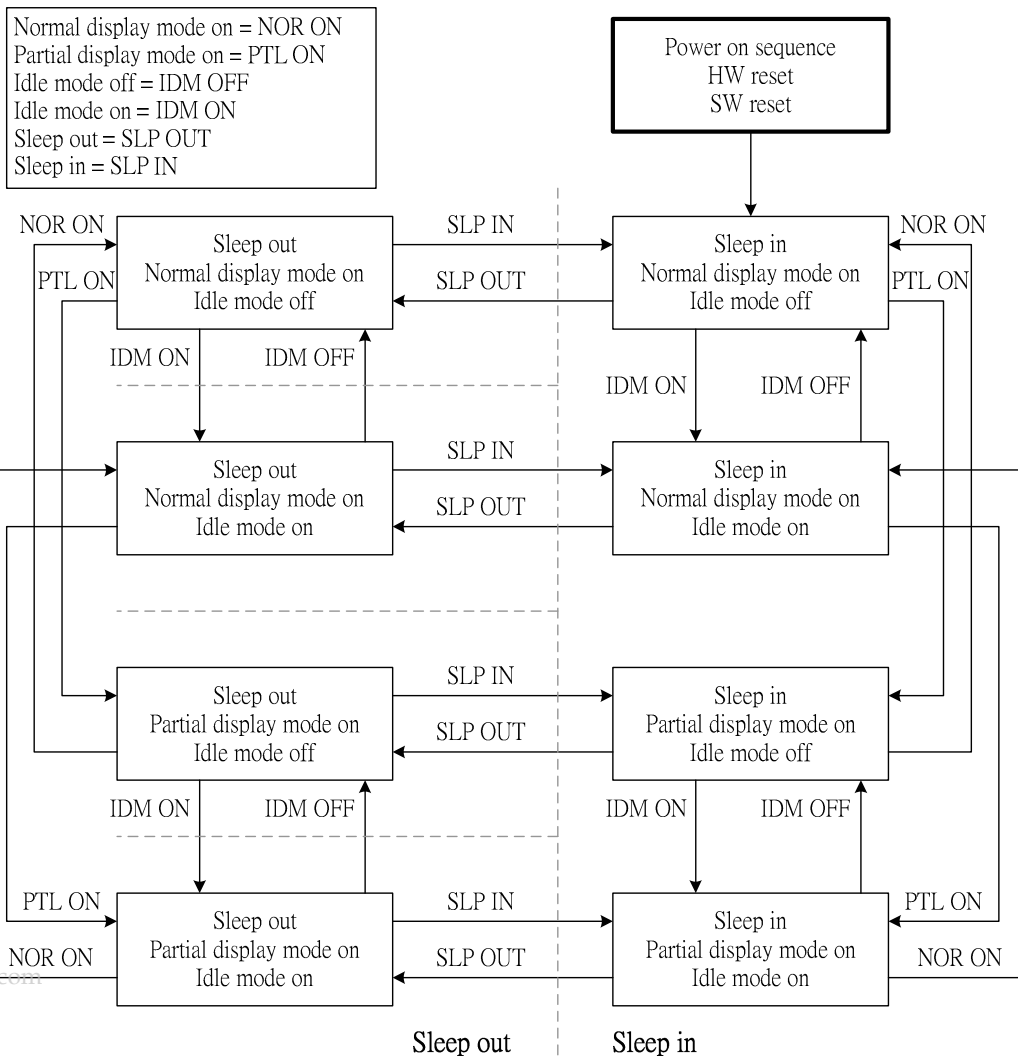 Normal display mode on = NOR ON
Partial display mode on = PTL ON
Idle mode off = IDM OFF
Idle mode on = IDM ON
Sleep out = SLP OUT
Sleep in = SLP IN
Power on sequence
HW reset
SW reset
NOR ON
PTL ON
Sleep out
Normal display mode on
Idle mode off
SLP IN
SLP OUT
Sleep in
Normal display mode on
Idle mode off
NOR ON
PTL ON
IDM ON
IDM OFF
IDM ON
IDM OFF
Sleep out
Normal display mode on
Idle mode on
SLP IN
SLP OUT
Sleep in
Normal display mode on
Idle mode on
Sleep out
Partial display mode on
Idle mode off
SLP IN
SLP OUT
Sleep in
Partial display mode on
Idle mode off
IDM ON
IDM OFF
IDM ON
IDM OFF
PTL ON
NOR ON
com
Sleep out
Partial display mode on
Idle mode on
SLP IN
SLP OUT
Sleep in
Partial display mode on
Idle mode on
PTL ON
NOR ON
Sleep out
Sleep in